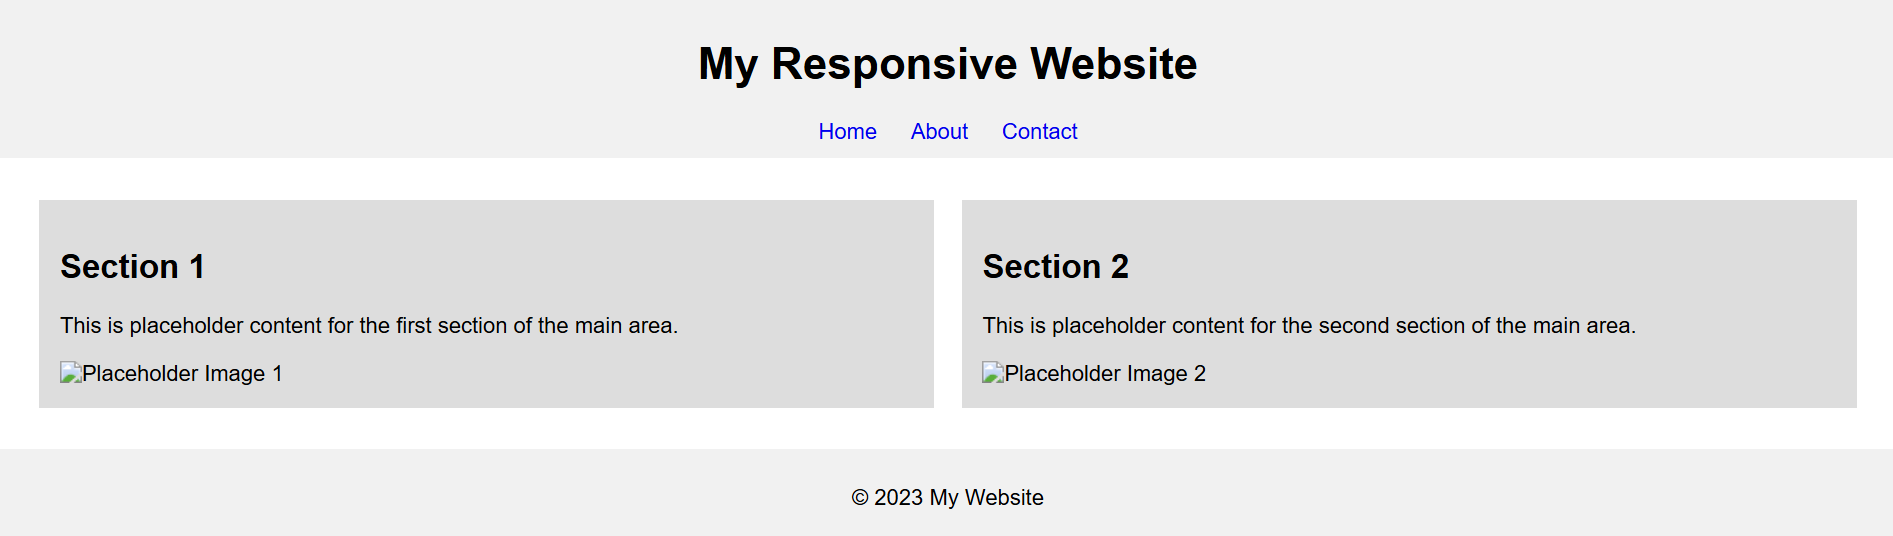 My Responsive Website
Home About Contact
Section 1
This is placeholder content for the first section of the main area.
Placeholder Image 1
Section 2
This is placeholder content for the second section of the main area.
Placeholder Image 2
© 2023 My Website